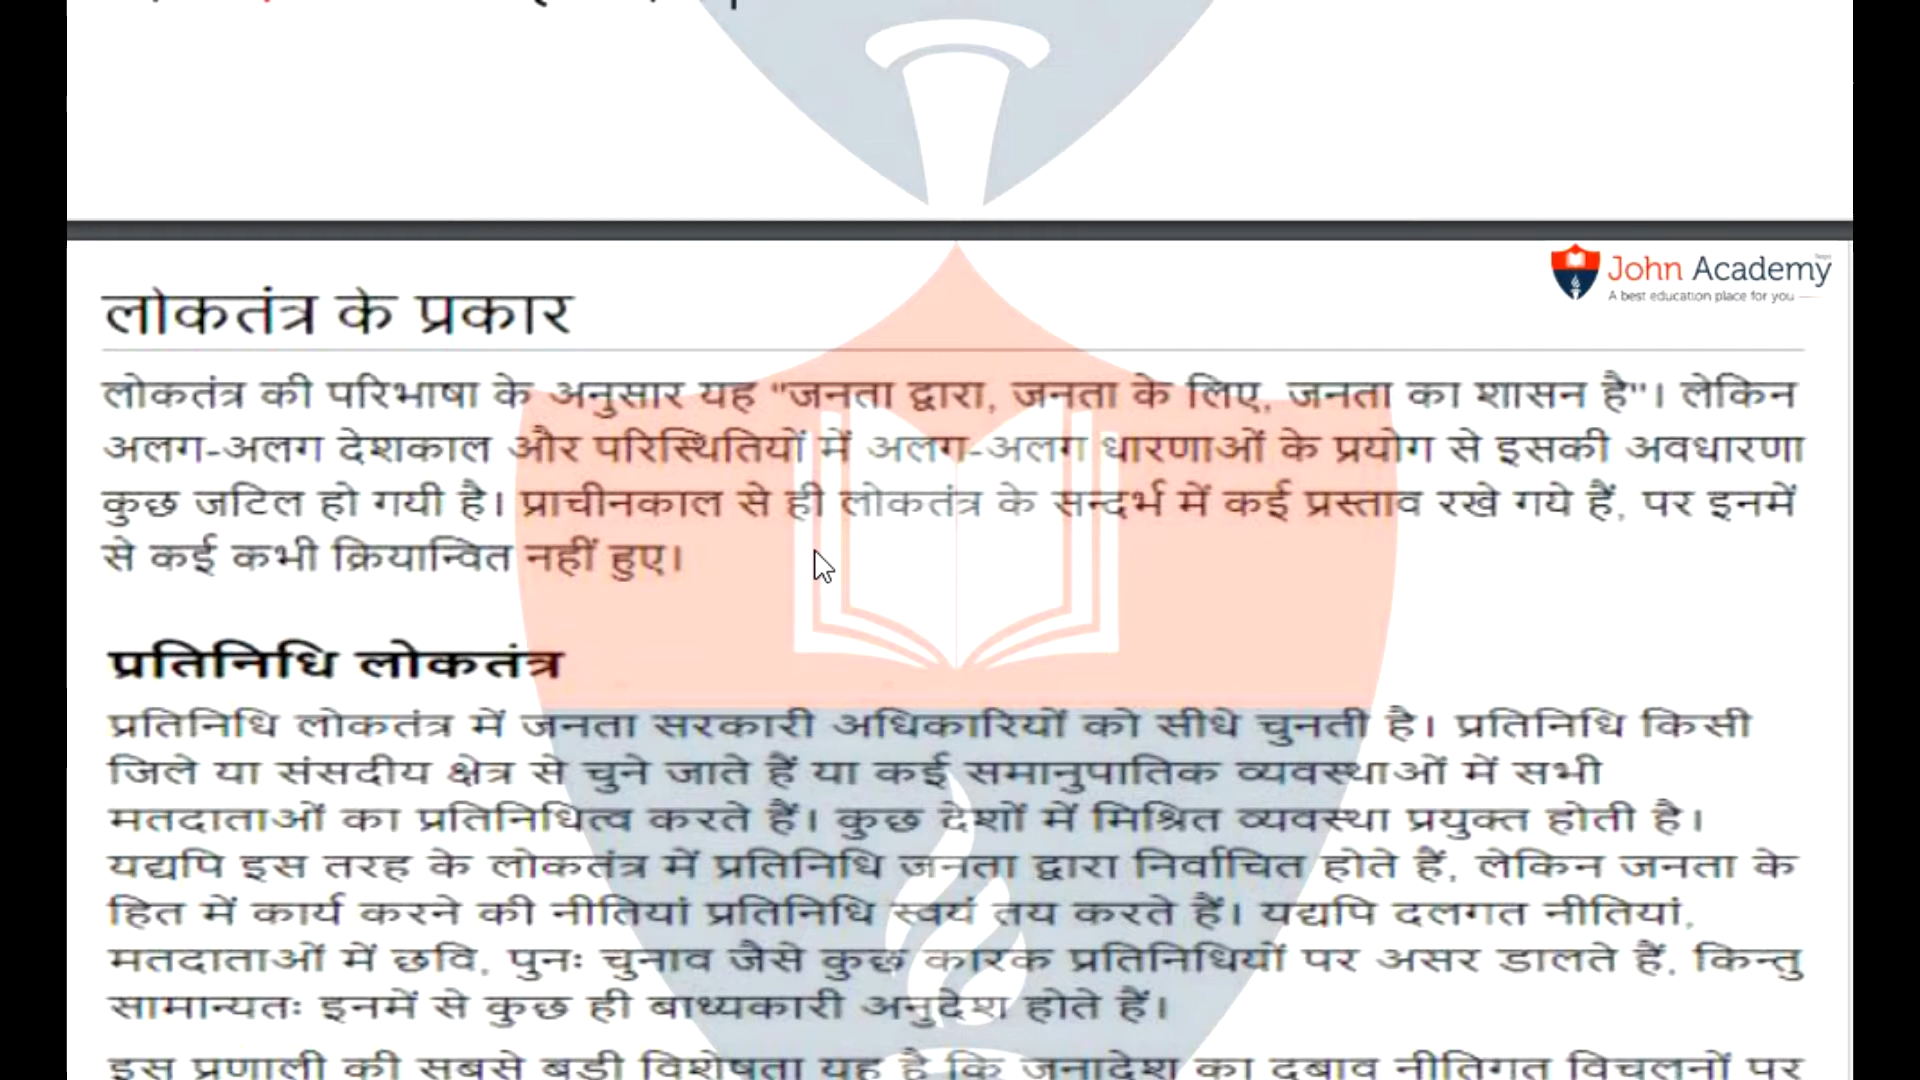 John Academy
A best education place for you
लोकतंत्र के प्रकार
लोकतंत्र की परिभाषा के अनुसार यह "जनता द्वारा, जनता के लिए, जनता का शासन है"। लेकिन
अलग-अलग देशकाल और परिस्थितियों में अलग-अलग धारणाओं के प्रयोग से इसकी अवधारणा
कुछ जटिल हो गयी है। प्राचीनकाल से ही लोकतंत्र के सन्दर्भ में कई प्रस्ताव रखे गये हैं, पर इनमें
से कई कभी क्रियान्वित नहीं हुए।
प्रतिनिधि लोकतंत्र
प्रतिनिधि लोकतंत्र में जनता सरकारी अधिकारियों को सीधे चुनती है। प्रतिनिधि किसी
जिले या संसदीय क्षेत्र से चुने जाते हैं या कई समानुपातिक व्यवस्थाओं में सभी
मतदाताओं का प्रतिनिधित्व करते हैं। कुछ देशों में मिश्रित व्यवस्था प्रयुक्त होती है।
यद्यपि इस तरह के लोकतंत्र में प्रतिनिधि जनता द्वारा निर्वाचित होते हैं, लेकिन जनता के
हित में कार्य करने की नीतियां प्रतिनिधि स्वयं तय करते हैं। यद्यपि दलगत नीतियां,
मतदाताओं में छवि, पुनः चुनाव जैसे कुछ कारक प्रतिनिधियों पर असर डालते हैं, किन्तु
सामान्यतः इनमें से कुछ ही बाध्यकारी अनुदेश होते हैं।
इस प्रणाली की सबसे बड़ी विशेषता यह है कि जनादेश का दबाव नीतिगत विचलनों पर